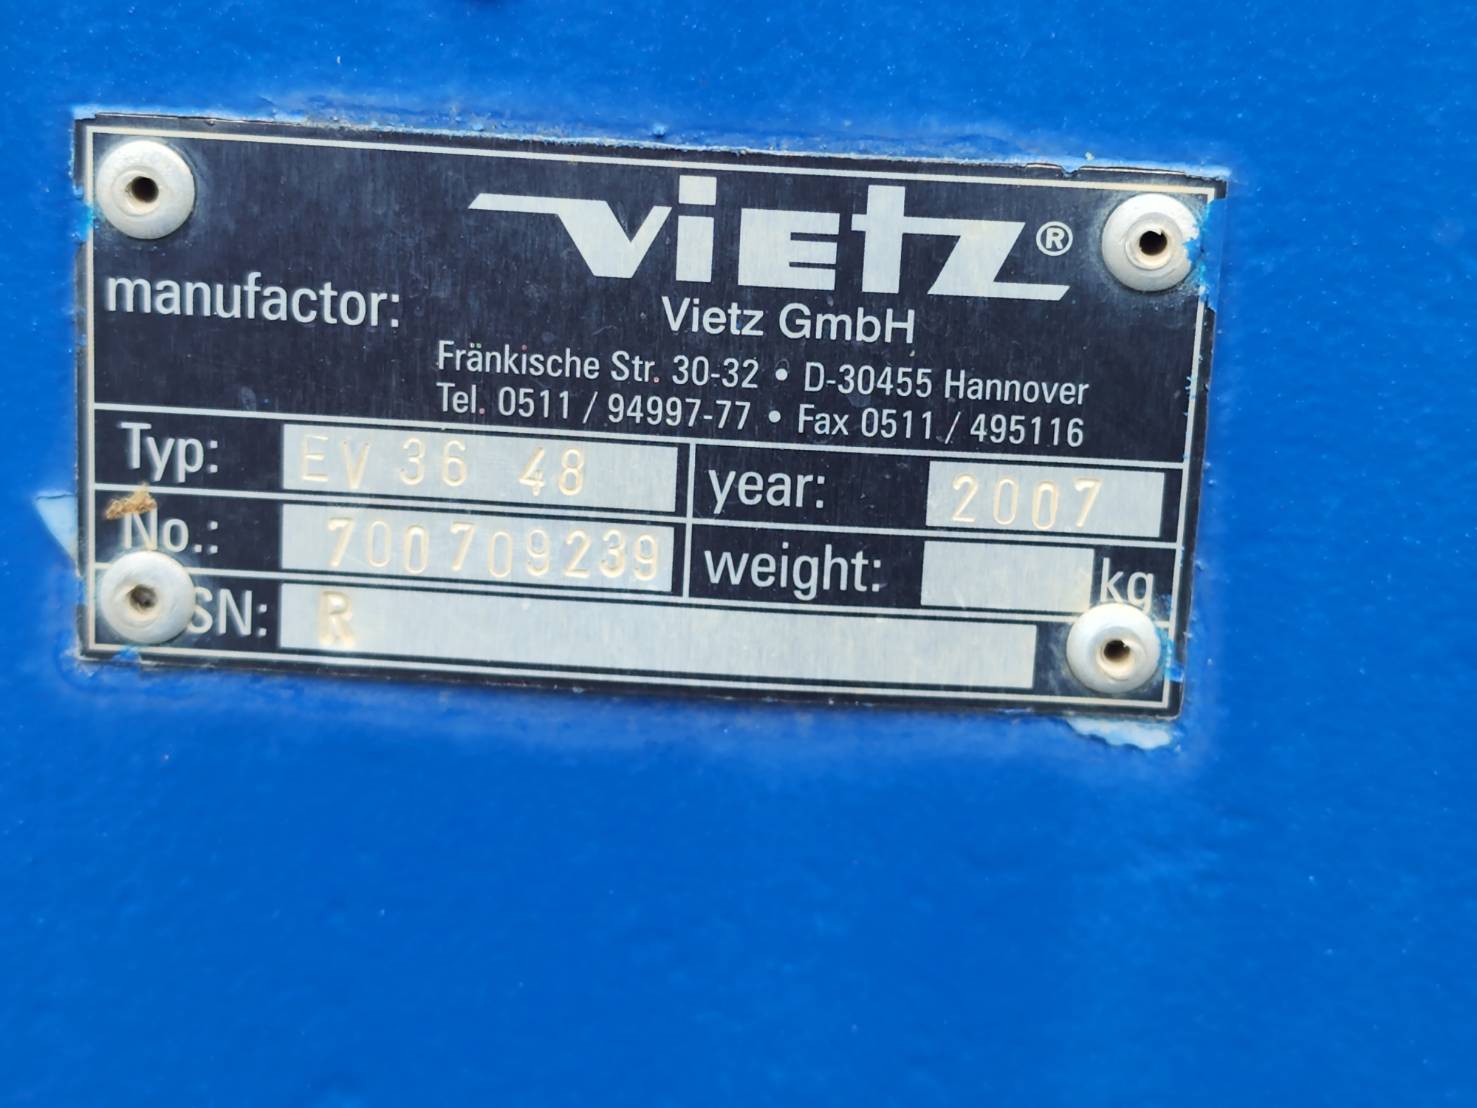 VIETZ®
manufactor:
Vietz GmbH
Fränkische Str. 30-32 • D-30455 Hannover
Tel. 0511 / 94997-77 • Fax 0511 / 495116
Typ: EV 36 48 year: 2007
No.: 700709239 weight: kg
SN: R